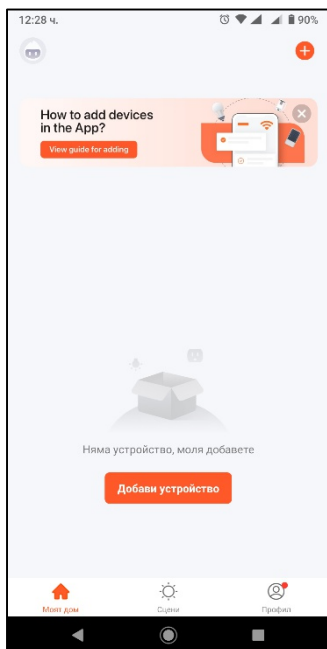 12:28 ч.
90%
How to add devices
in the App?
View guide for adding
Няма устройство, моля добавете
Добави устройство
Моят дом
Сцени
Профил